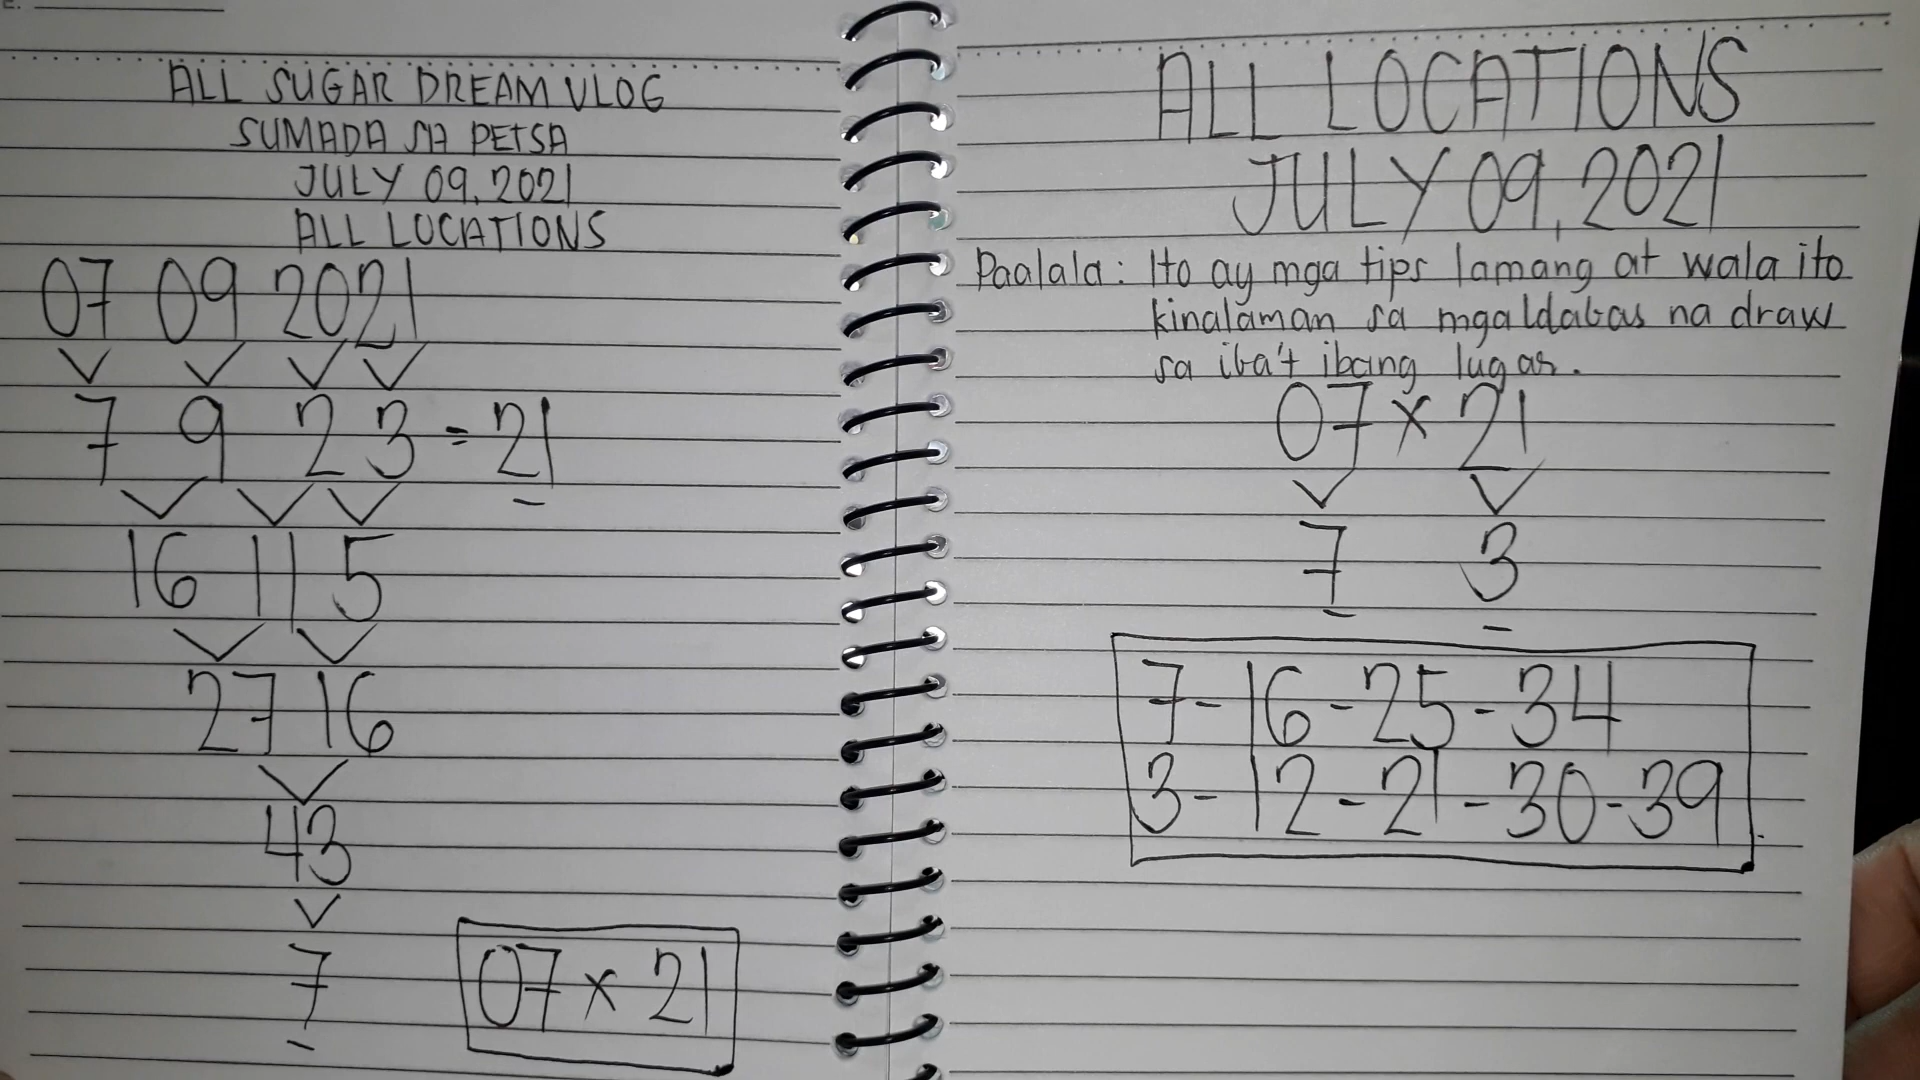 ALL SUGAR DREAM VLOG
SUMADA SA PETSA
JULY 09, 2021
ALL LOCATIONS
07 09 2021
7 9 2 3 = 21
16 11 5
27 16
43
7
07 x 21
ALL LOCATIONS
JULY 09, 2021
Paalala: Ito ay mga tips lamang at wala ito
kinalaman sa mga ldabas na draw
sa iba't ibang lugar.
07 x 21
7 3
7-16-25-34
3-12-21-30-39